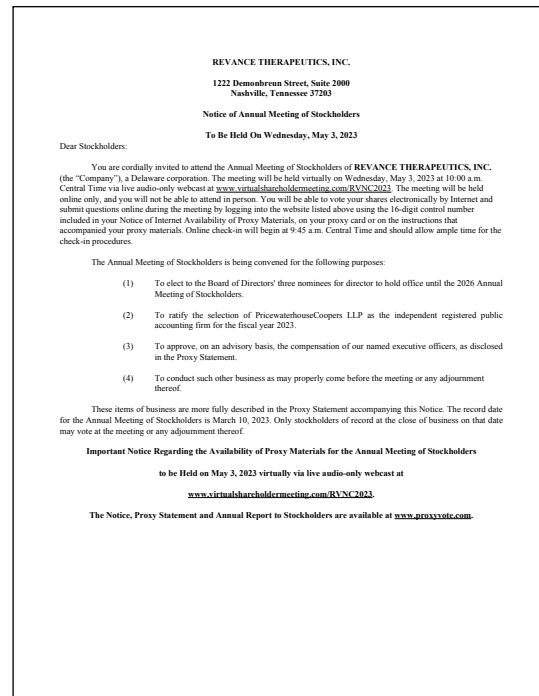 REVANCE THERAPEUTICS, INC.
1222 Demonbreun Street, Suite 2000
Nashville, Tennessee 37203
Notice of Annual Meeting of Stockholders
To Be Held On Wednesday, May 3, 2023
Dear Stockholders:
You are cordially invited to attend the Annual Meeting of Stockholders of REVANCE THERAPEUTICS, INC.
(the “Company”), a Delaware corporation. The meeting will be held virtually on Wednesday, May 3, 2023 at 10:00 a.m.
Central Time via live audio-only webcast at www.virtualshareholdermeeting.com/RVNC2023. The meeting will be held
online only, and you will not be able to attend in person. You will be able to vote your shares electronically by Internet and
submit questions online during the meeting by logging into the website listed above using the 16-digit control number
included in your Notice of Internet Availability of Proxy Materials, on your proxy card or on the instructions that
accompanied your proxy materials. Online check-in will begin at 9:45 a.m. Central Time and should allow ample time for the
check-in procedures.
The Annual Meeting of Stockholders is being convened for the following purposes:
(1) To elect to the Board of Directors' three nominees for director to hold office until the 2026 Annual
Meeting of Stockholders.
(2) To ratify the selection of PricewaterhouseCoopers LLP as the independent registered public
accounting firm for the fiscal year 2023.
(3) To approve, on an advisory basis, the compensation of our named executive officers, as disclosed
in the Proxy Statement.
(4) To conduct such other business as may properly come before the meeting or any adjournment
thereof.
These items of business are more fully described in the Proxy Statement accompanying this Notice. The record date
for the Annual Meeting of Stockholders is March 10, 2023. Only stockholders of record at the close of business on that date
may vote at the meeting or any adjournment thereof.
Important Notice Regarding the Availability of Proxy Materials for the Annual Meeting of Stockholders
to be Held on May 3, 2023 virtually via live audio-only webcast at
www.virtualshareholdermeeting.com/RVNC2023.
The Notice, Proxy Statement and Annual Report to Stockholders are available at www.proxyvote.com.